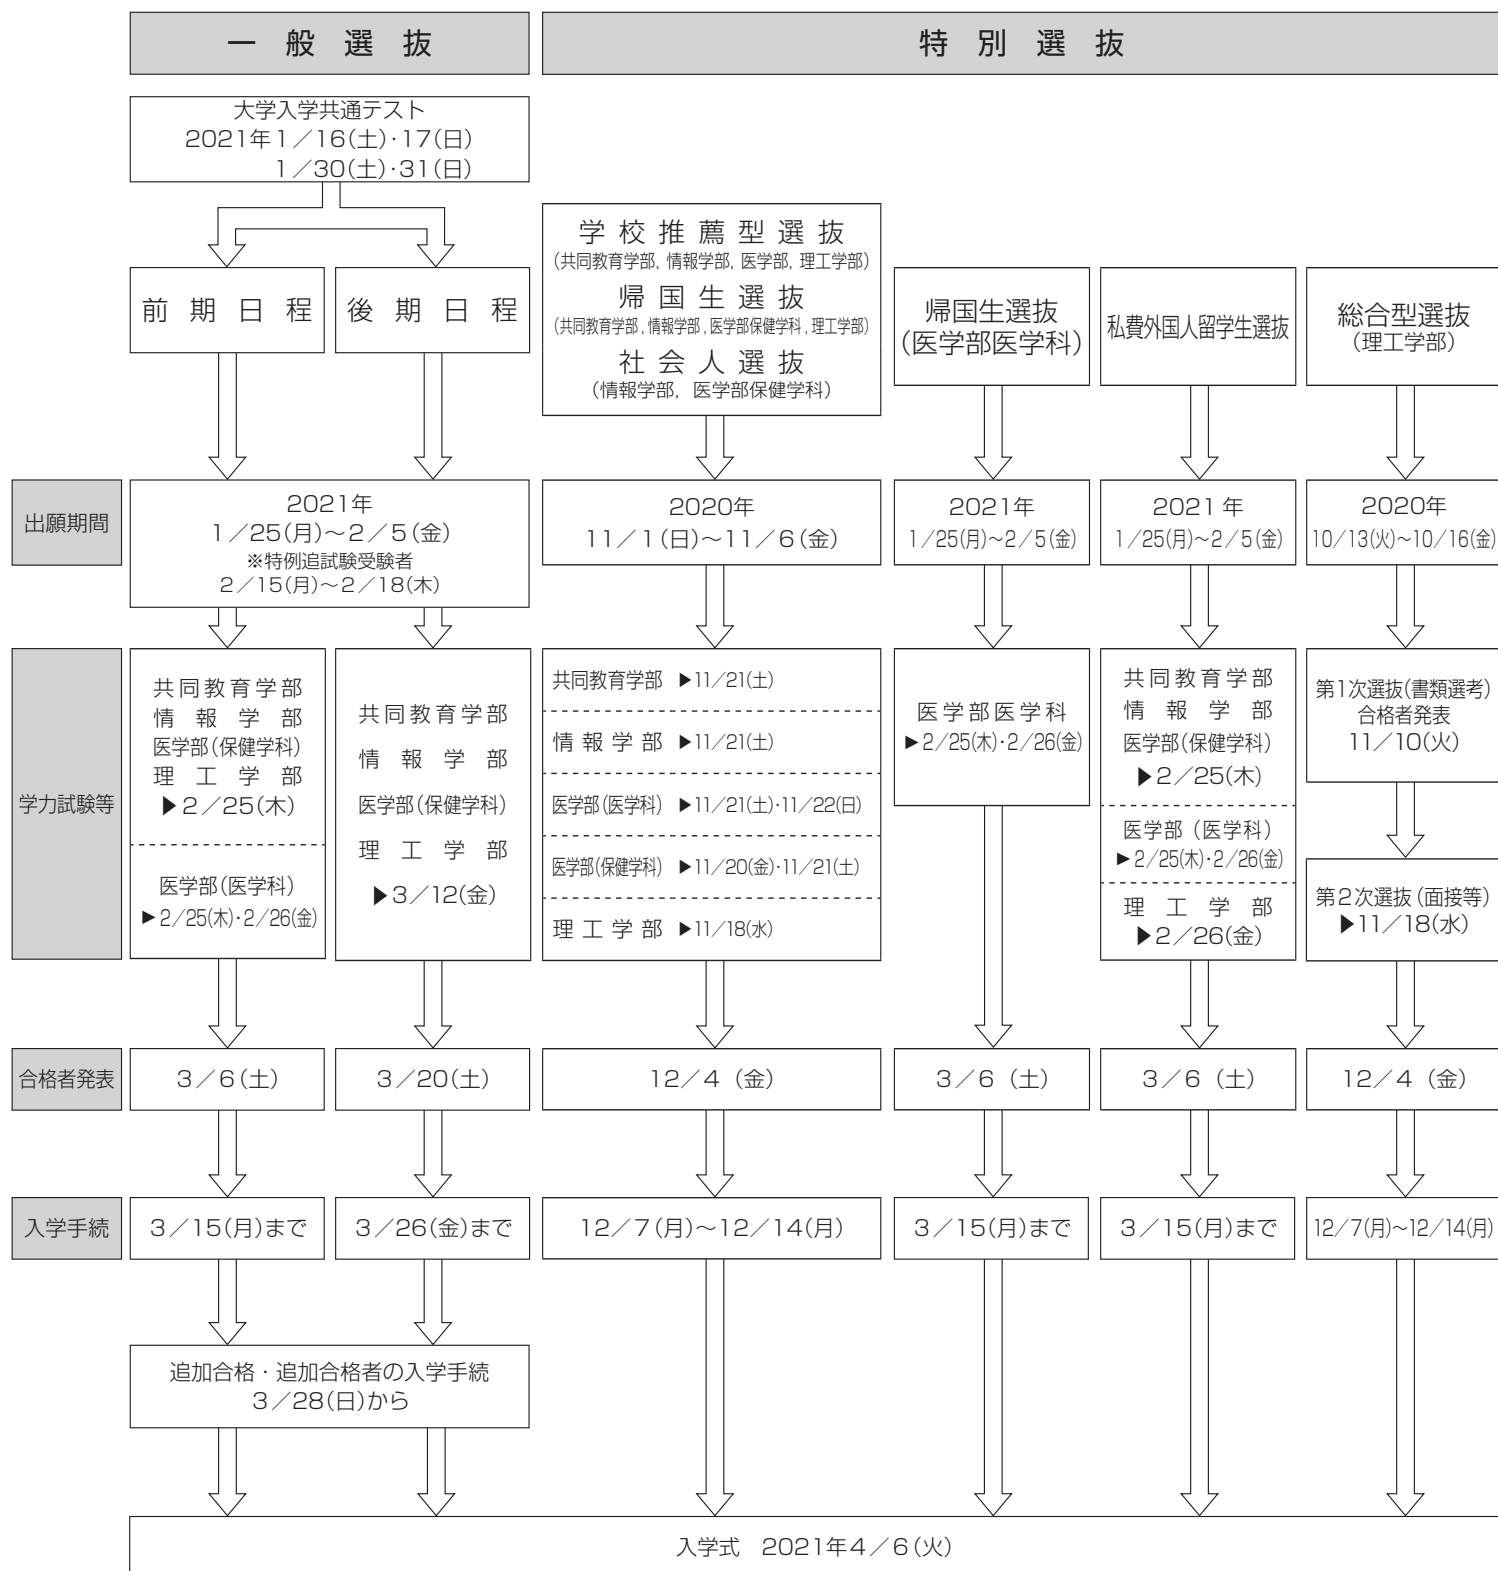 一般選抜
特別選抜
大学入学共通テスト
2021年1／16(土)･17(日)
1／30(土)･31(日)
前期日程
後期日程
学校推薦型選抜
(共同教育学部, 情報学部, 医学部, 理工学部)
帰国生選抜
(共同教育学部, 情報学部, 医学部保健学科, 理工学部)
社会人選抜
(情報学部, 医学部保健学科)
帰国生選抜
(医学部医学科)
私費外国人留学生選抜
総合型選抜
(理工学部)
出願期間
2021年
1／25(月)～2／5(金)
※特例追試験受験者
2／15(月)～2／18(木)
2020年
11／1(日)～11／6(金)
2021年
1／25(月)～2／5(金)
2021年
1／25(月)～2／5(金)
2020年
10／13(火)～10／16(金)
学力試験等
共同教育学部
情報学部
医学部(保健学科)
理工学部
▶2／25(木)
医学部(医学科)
▶2／25(木)･2／26(金)
共同教育学部
情報学部
医学部(保健学科)
理工学部
▶3／12(金)
共同教育学部 ▶11／21(土)
情報学部 ▶11／21(土)
医学部(医学科) ▶11／21(土)･11／22(日)
医学部(保健学科) ▶11／20(金)･11／21(土)
理工学部 ▶11／18(水)
医学部医学科
▶2／25(木)･2／26(金)
共同教育学部
情報学部
医学部(保健学科)
▶2／25(木)
医学部(医学科)
▶2／25(木)･2／26(金)
理工学部
▶2／26(金)
第1次選抜(書類選考)
合格者発表
11／10(火)
第2次選抜(面接等)
▶11／18(水)
合格者発表
3／6(土)
3／20(土)
12／4(金)
3／6(土)
3／6(土)
12／4(金)
入学手続
3／15(月)まで
3／26(金)まで
12／7(月)～12／14(月)
3／15(月)まで
3／15(月)まで
12／7(月)～12／14(月)
追加合格・追加合格者の入学手続
3／28(日)から
入学式 2021年4／6(火)